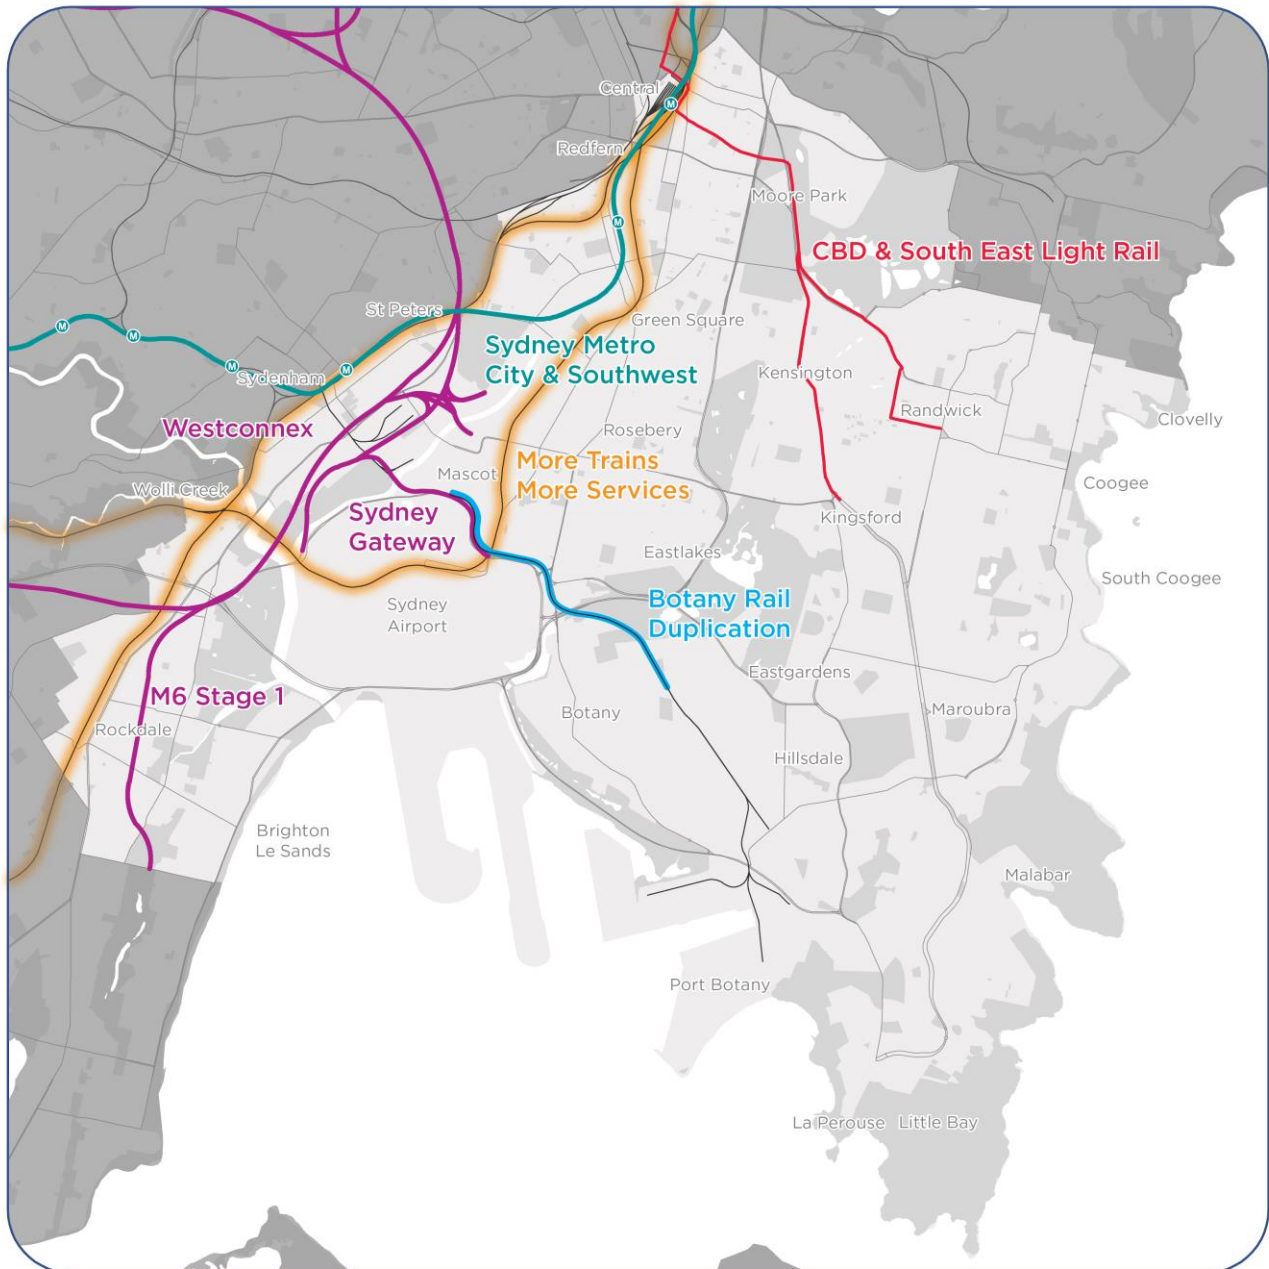 Central
M
Redfern
Moore Park
M
CBD & South East Light Rail
St Peters
Green Square
M
M
Sydney Metro
City & Southwest
M
M
Sydenham
Kensington
Randwick
Clovelly
Westconnex
Rosebery
More Trains
More Services
Mascot
Wolli Creek
Coogee
Sydney
Gateway
Kingsford
Eastlakes
South Coogee
Sydney
Airport
Botany Rail
Duplication
Eastgardens
M6 Stage 1
Botany
Maroubra
Rockdale
Hillsdale
Brighton
Le Sands
Malabar
Port Botany
La Perouse
Little Bay